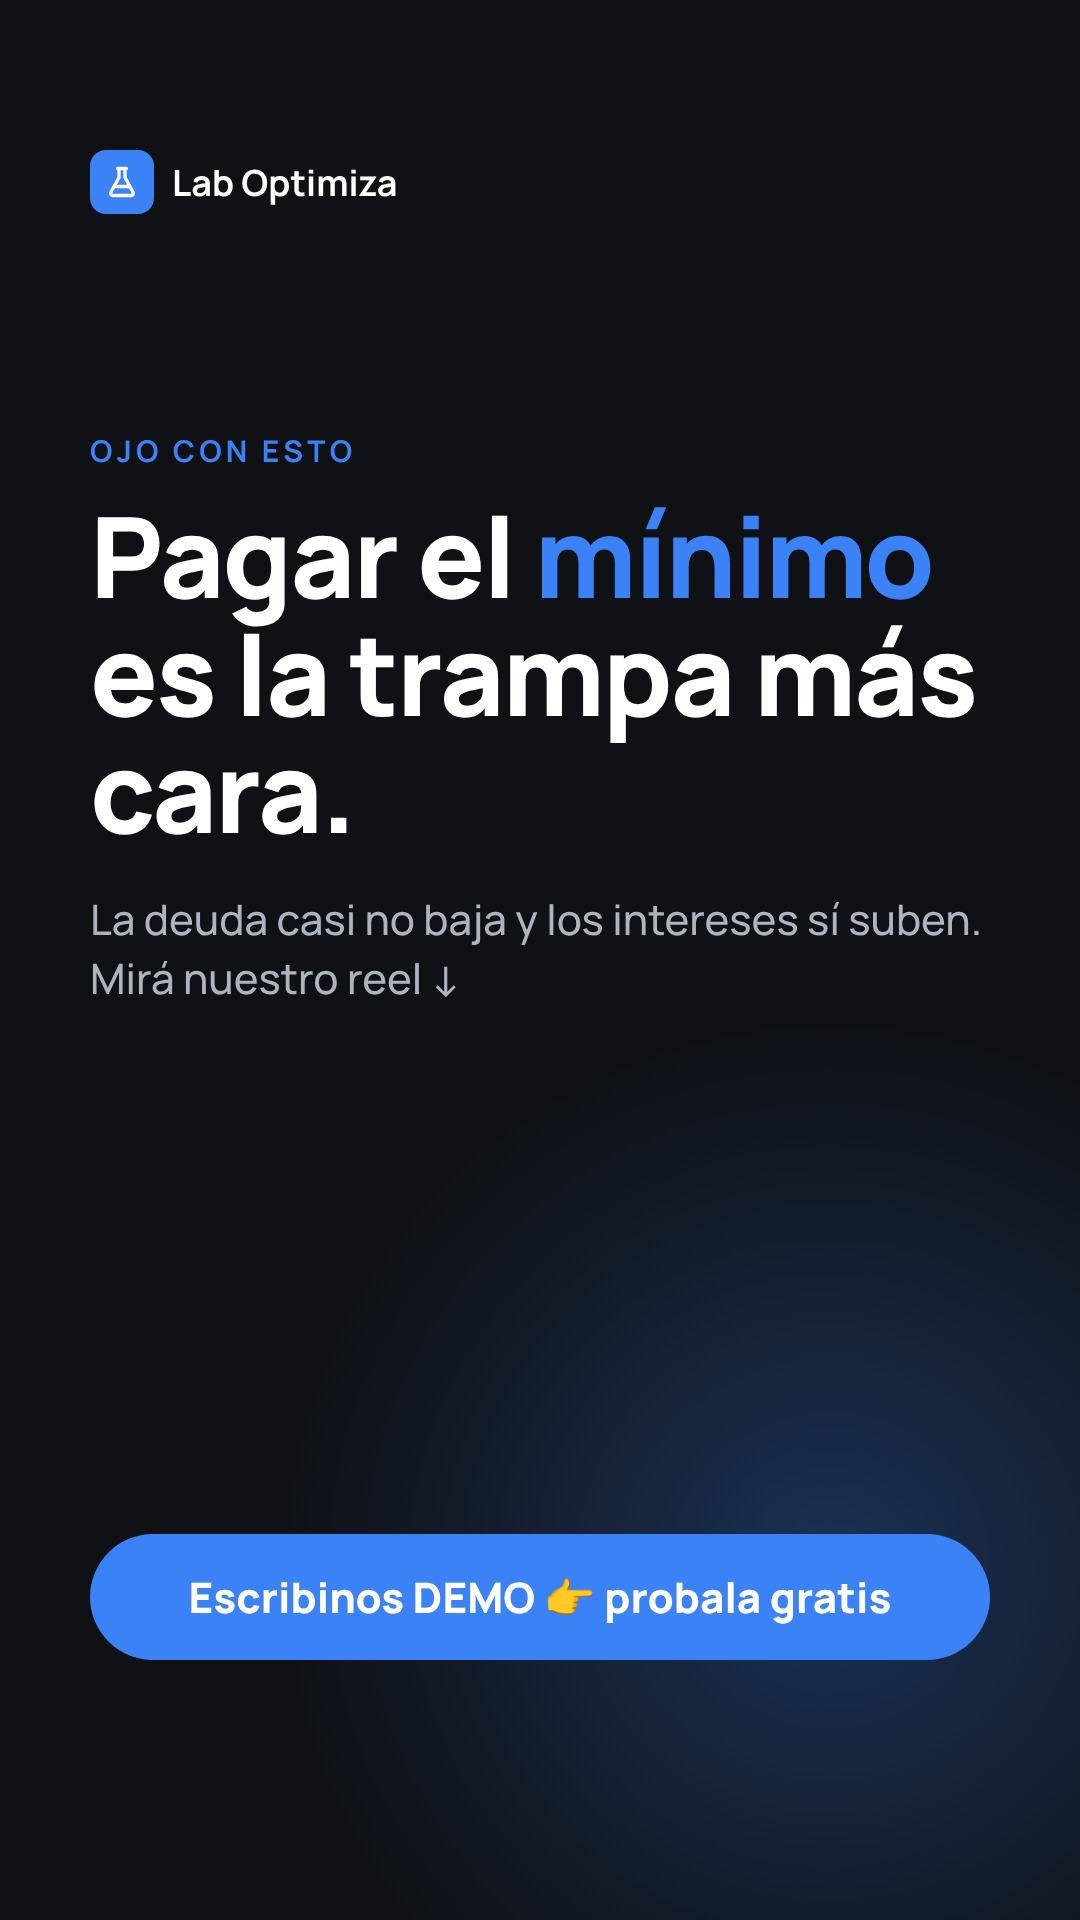 Lab Optimiza
OJO CON ESTO
Pagar el mínimo
es la trampa más
cara.
La deuda casi no baja y los intereses sí suben.
Mirá nuestro reel ↓
Escribinos DEMO 👉 probala gratis